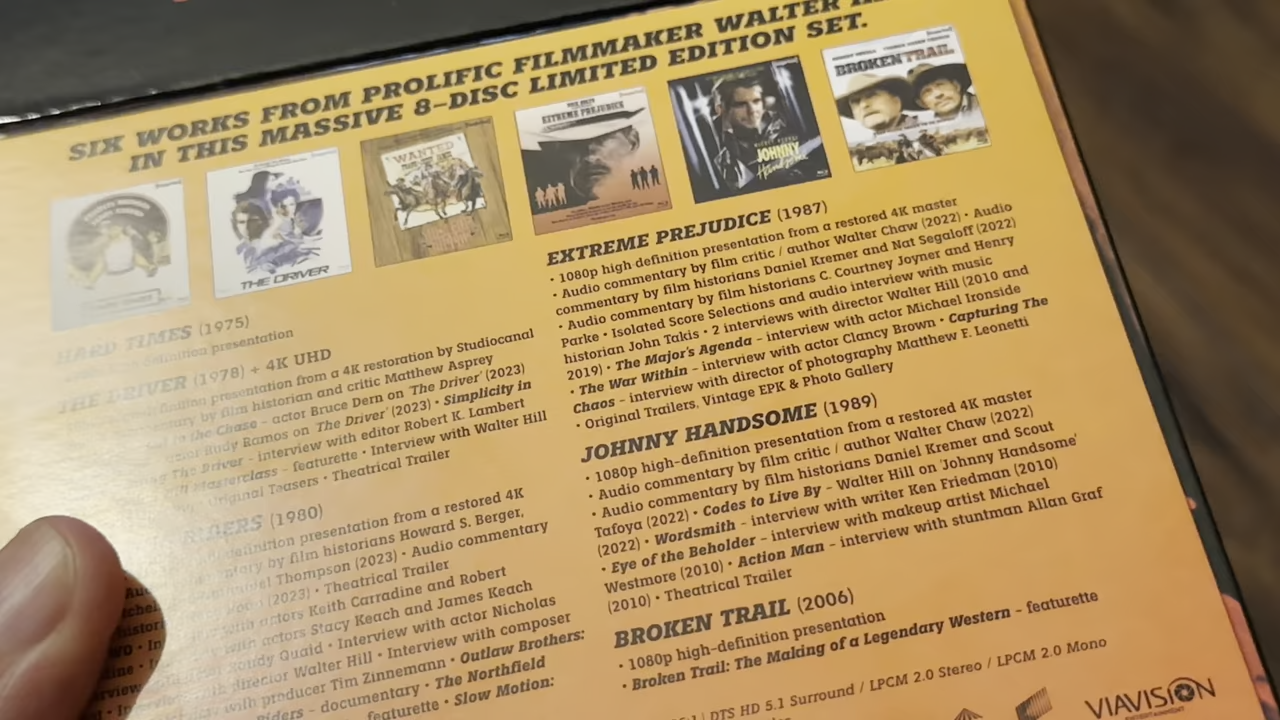 SIX WORKS FROM PROLIFIC FILMMAKER WALTER
IN THIS MASSIVE 8-DISC LIMITED EDITION SET.
THE DRIVER
WANTED
EXTREME PREJUDICE
JOHNNY
Handsome
BROKEN TRAIL
HARD TIMES (1975)
definition presentation
THE DRIVER (1978) + 4K UHD
presentation from a 4K restoration by Studiocanal
by film historian and critic Matthew Asprey
the Chase - actor Bruce Dern on 'The Driver' (2023)
Rudy Ramos on 'The Driver' (2023) • Simplicity in
The Driver - interview with editor Robert K. Lambert
Masterclass - featurette • Interview with Walter Hill
Original Teasers • Theatrical Trailer
(1980)
presentation from a restored 4K
by film historians Howard S. Berger,
Thompson (2023) • Audio commentary
(2023) • Theatrical Trailer
with actors Keith Carradine and Robert
with actors Stacy Keach and James Keach
Randy Quaid • Interview with actor Nicholas
director Walter Hill • Interview with composer
with producer Tim Zinnemann • Outlaw Brothers:
Riders - documentary • The Northfield
featurette • Slow Motion:
EXTREME PREJUDICE (1987)
• 1080p high-definition presentation from a restored 4K master
• Audio commentary by film critic / author Walter Chaw (2022) • Audio
commentary by film historians Daniel Kremer and Nat Segaloff (2022)
• Audio commentary by film historians C. Courtney Joyner and Henry
Parke • Isolated Score Selections and audio interview with music
historian John Takis • 2 interviews with director Walter Hill (2010 and
2019) • The Major's Agenda - interview with actor Michael Ironside
• The War Within - interview with actor Clancy Brown • Capturing The
Chaos - interview with director of photography Matthew F. Leonetti
• Original Trailers, Vintage EPK & Photo Gallery
JOHNNY HANDSOME (1989)
• 1080p high-definition presentation from a restored 4K master
• Audio commentary by film critic / author Walter Chaw (2022)
• Audio commentary by film historians Daniel Kremer and Scout
Tafoya (2022) • Codes to Live By - Walter Hill on 'Johnny Handsome'
(2022) • Wordsmith - interview with writer Ken Friedman (2010)
• Eye of the Beholder - interview with makeup artist Michael
Westmore (2010) • Action Man - interview with stuntman Allan Graf
(2010) • Theatrical Trailer
BROKEN TRAIL (2006)
• 1080p high-definition presentation
• Broken Trail: The Making of a Legendary Western - featurette
DTS HD 5.1 Surround / LPCM 2.0 Stereo / LPCM 2.0 Mono
VIAVISION
ENTERTAINMENT